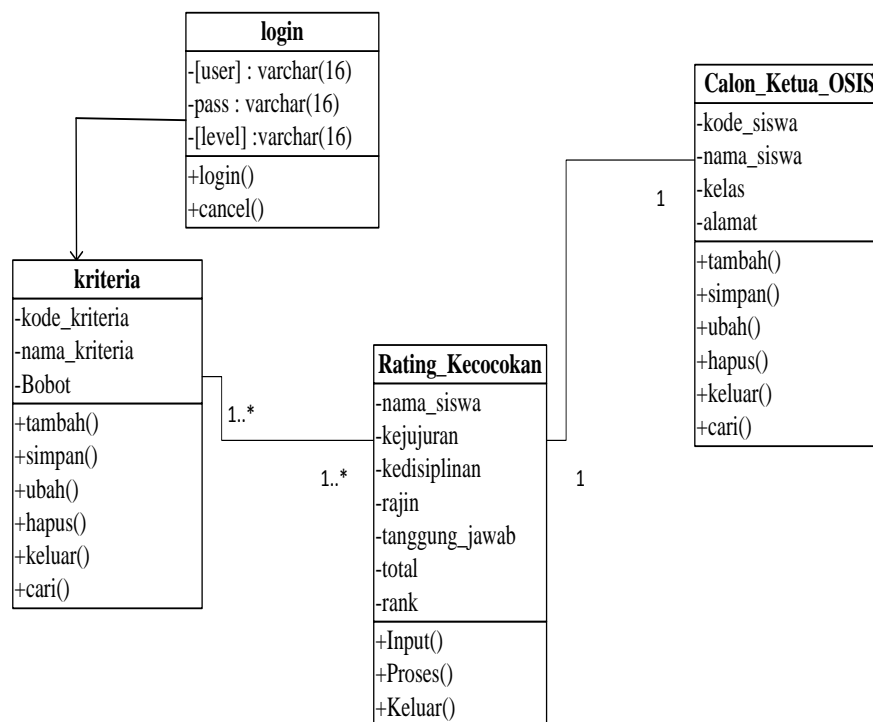 login
-[user] : varchar(16)
-pass : varchar(16)
-[level] :varchar(16)
+login()
+cancel()
Calon_Ketua_OSIS
-kode_siswa
-nama_siswa
-kelas
-alamat
+tambah()
+simpan()
+ubah()
+hapus()
+keluar()
+cari()
1
kriteria
-kode_kriteria
-nama_kriteria
-Bobot
+tambah()
+simpan()
+ubah()
+hapus()
+keluar()
+cari()
1..*
1..*
Rating_Kecocokan
-nama_siswa
-kejujuran
-kedisiplinan
-rajin
-tanggung_jawab
-total
-rank
+Input()
+Proses()
+Keluar()
1